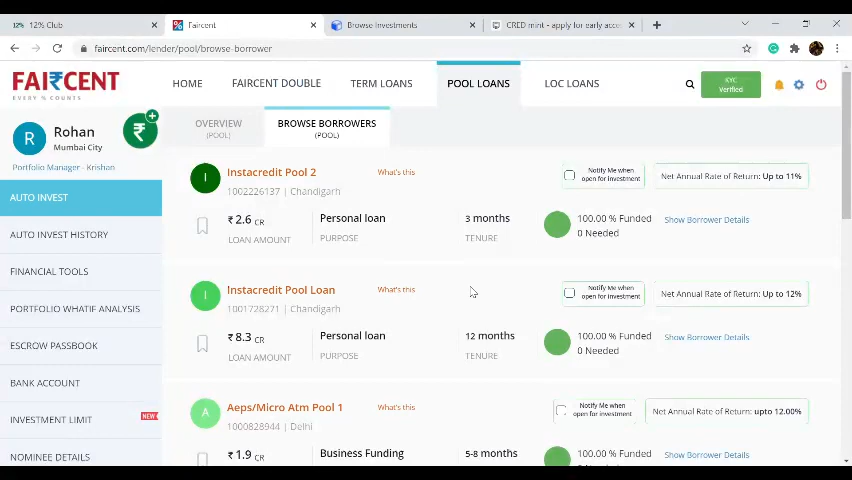 12% 12% Club
Faircent
Browse Investments
CRED mint - apply for early acce
faircent.com/lender/pool/browse-borrower
FAIRCENT
EVERY % COUNTS
HOME
FAIRCENT DOUBLE
TERM LOANS
POOL LOANS
LOC LOANS
KYC
Verified
R
Rohan
Mumbai City
₹
Portfolio Manager - Krishan
AUTO INVEST
AUTO INVEST HISTORY
FINANCIAL TOOLS
PORTFOLIO WHATIF ANALYSIS
ESCROW PASSBOOK
BANK ACCOUNT
INVESTMENT LIMIT NEW
NOMINEE DETAILS
OVERVIEW
(POOL)
BROWSE BORROWERS
(POOL)
I
Instacredit Pool 2
What's this
Notify Me when
open for investment
Net Annual Rate of Return: Up to 11%
1002226137 | Chandigarh
₹ 2.6 CR
LOAN AMOUNT
Personal loan
PURPOSE
3 months
TENURE
100.00 % Funded
0 Needed
Show Borrower Details
I
Instacredit Pool Loan
What's this
Notify Me when
open for investment
Net Annual Rate of Return: Up to 12%
1001728271 | Chandigarh
₹ 8.3 CR
LOAN AMOUNT
Personal loan
PURPOSE
12 months
TENURE
100.00 % Funded
0 Needed
Show Borrower Details
A
Aeps/Micro Atm Pool 1
What's this
Notify Me when
open for investment
Net Annual Rate of Return: upto 12.00%
1000828944 | Delhi
₹ 1.9 CR
Business Funding
5-8 months
100.00 % Funded
Show Borrower Details